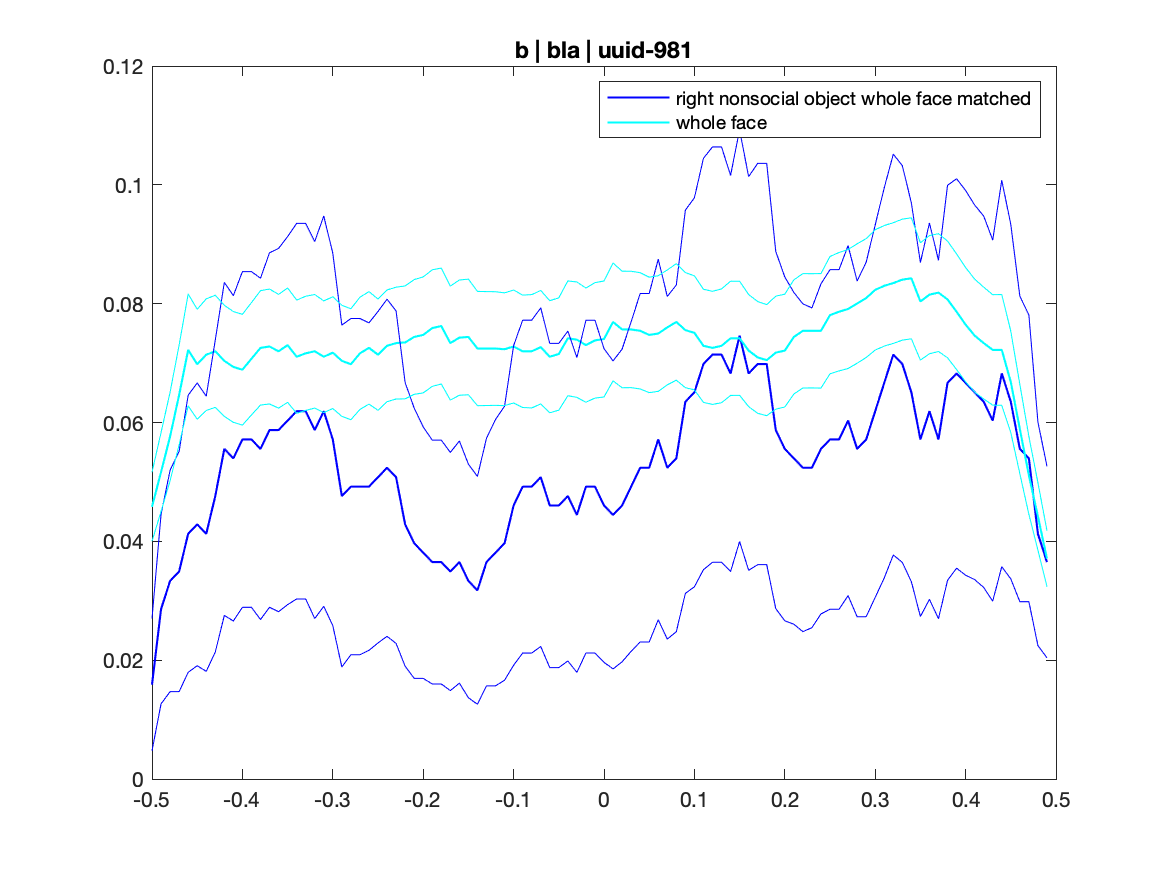 b | bla | uuid-981
right nonsocial object whole face matched
whole face
0.12
0.1
0.08
0.06
0.04
0.02
0
-0.5 -0.4 -0.3 -0.2 -0.1 0 0.1 0.2 0.3 0.4 0.5